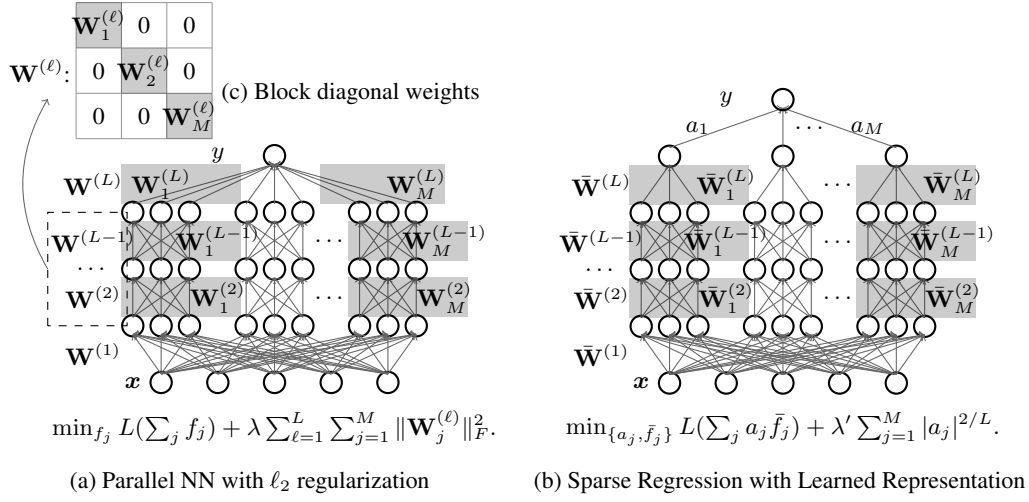 W_1^{(ℓ)} 0 0
W^{(ℓ)}: 0 W_2^{(ℓ)} 0
0 0 W_M^{(ℓ)}
(c) Block diagonal weights
y
W^{(L)} W_1^{(L)} W_M^{(L)}
W^{(L-1)} W_1^{(L-1)} ⋯ W_M^{(L-1)}
⋯
W^{(2)} W_1^{(2)} ⋯ W_M^{(2)}
W^{(1)}
x
min_{f_j} L(∑_j f_j) + λ ∑_{ℓ=1}^{L} ∑_{j=1}^{M} ‖W_j^{(ℓ)}‖_F^2.
(a) Parallel NN with ℓ_2 regularization
y
a_1 ⋯ a_M
W̄^{(L)} W̄_1^{(L)} ⋯ W̄_M^{(L)}
W̄^{(L-1)} W̄_1^{(L-1)} ⋯ W̄_M^{(L-1)}
⋯
W̄^{(2)} W̄_1^{(2)} ⋯ W̄_M^{(2)}
W̄^{(1)}
x
min_{{a_j, f̄_j}} L(∑_j a_j f̄_j) + λ′ ∑_{j=1}^{M} |a_j|^{2/L}.
(b) Sparse Regression with Learned Representation